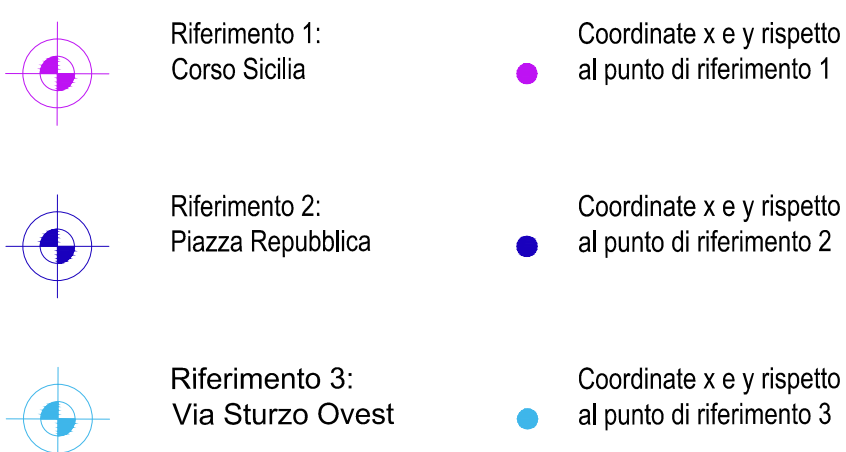 Riferimento 1:
Corso Sicilia
Coordinate x e y rispetto
al punto di riferimento 1
Riferimento 2:
Piazza Repubblica
Coordinate x e y rispetto
al punto di riferimento 2
Riferimento 3:
Via Sturzo Ovest
Coordinate x e y rispetto
al punto di riferimento 3